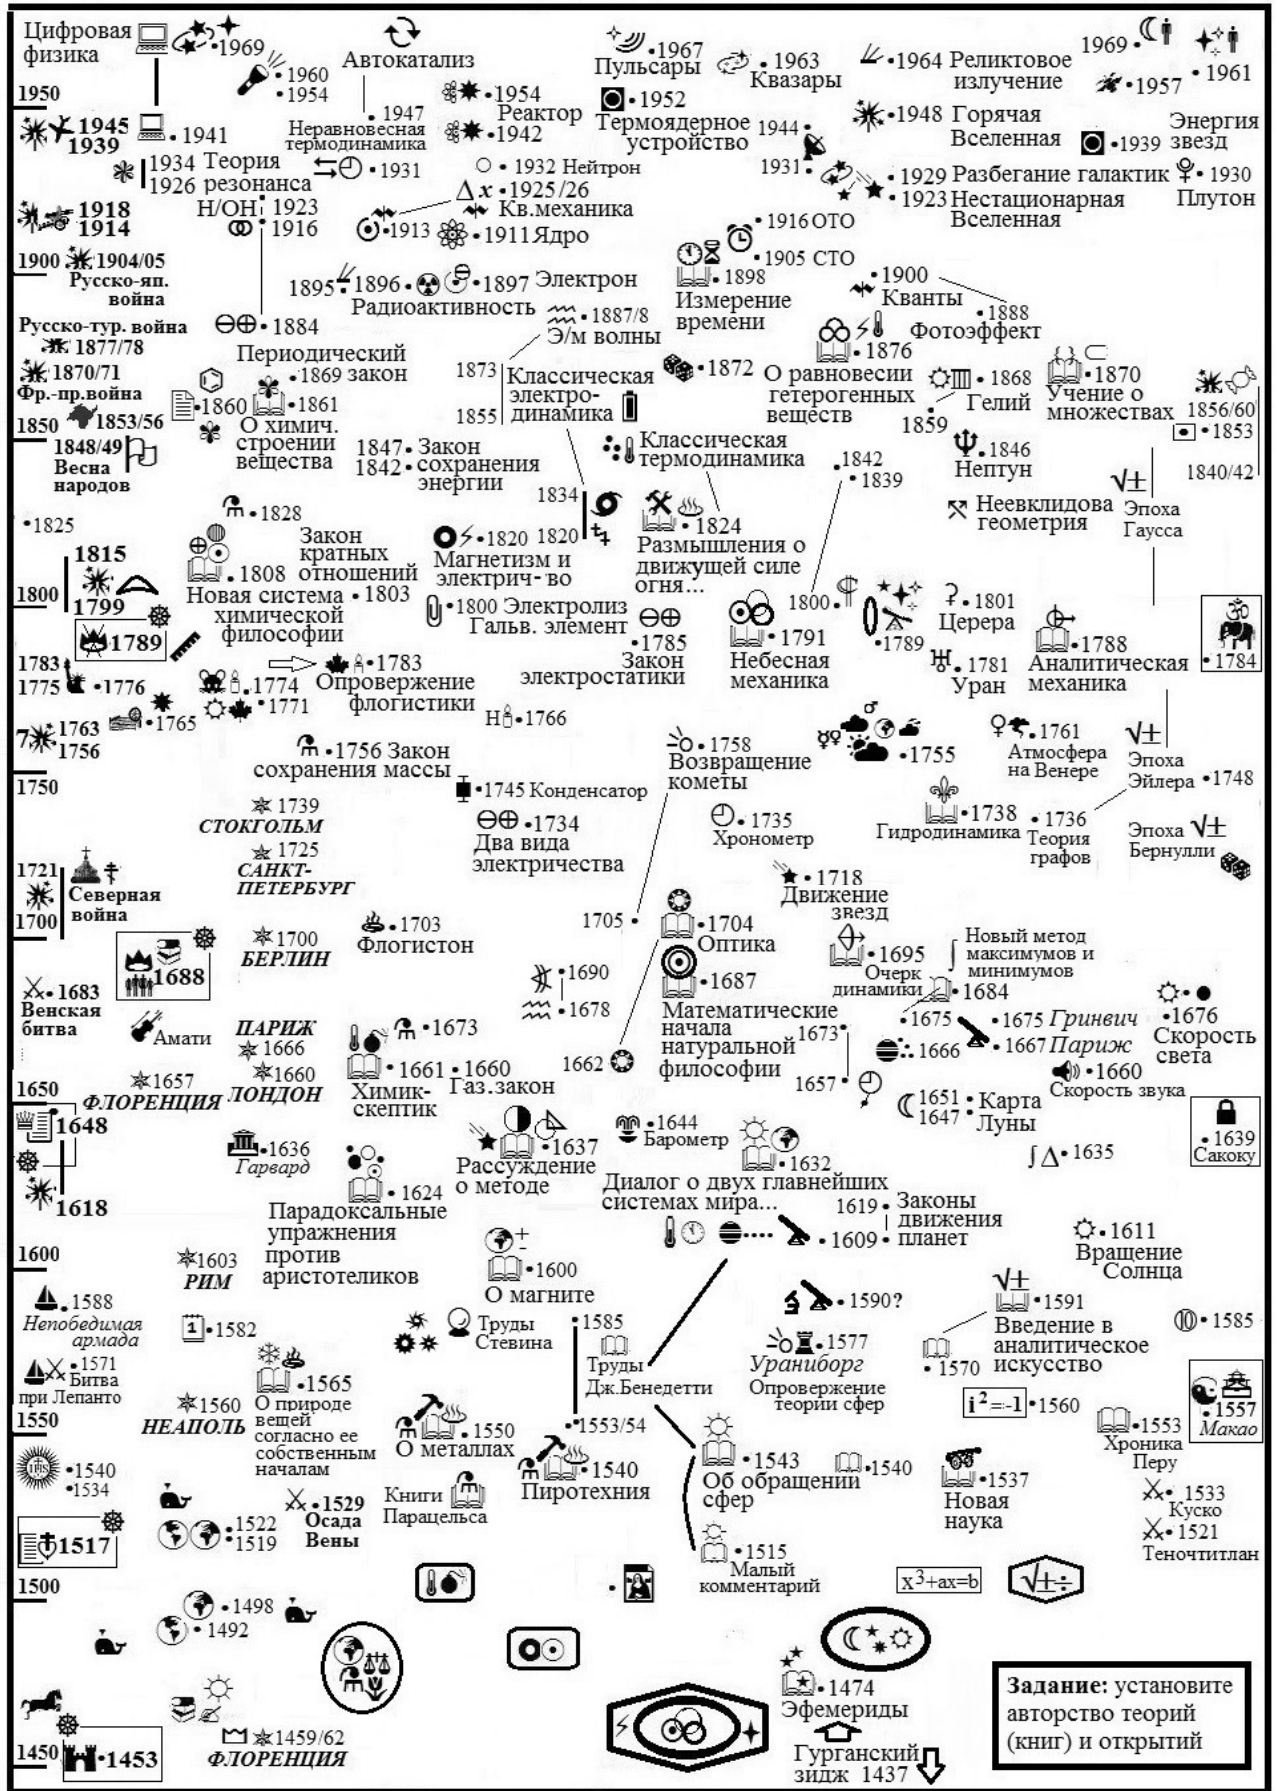 Цифровая
физика
•1969
1960
1954
Автокатализ
•1967
Пульсары
•1963
Квазары
•1964 Реликтовое
излучение
1969•
•1957
•1961
1950
1945
1939
•1941
•1947
Неравновесная
термодинамика
•1954
Реактор
•1942
•1952
Термоядерное
устройство
1944•
•1948 Горячая
Вселенная
•1939
Энергия
звезд
1934
1926
Теория
резонанса
•1931
•1932 Нейтрон
1931•
•1929 Разбегание галактик
•1923 Нестационарная
Вселенная
•1930
Плутон
Δx •1925/26
Кв.механика
1918
1914
Н/ОН
1923
•1916
•1913
•1911 Ядро
•1916 ОТО
•1905 СТО
1900
1904/05
Русско-яп.
война
1895•
1896•
Радиоактивность
•1897 Электрон
•1898
Измерение
времени
•1900
Кванты
•1888
Фотоэффект
Русско-тур. война
1877/78
•1884
•1887/8
Э/м волны
•1876
О равновесии
гетерогенных
веществ
•1870/71
Фр.-пр.война
Периодический
•1869 закон
1873
1855
Классическая
электро-
динамика
•1872
•1868
Гелий
1859
•1870
Учение о
множествах
1856/60
•1853
1840/42
•1853/56
1850
•1860
•1861
О химич.
строении
вещества
1848/49
Весна
народов
1847• Закон
1842• сохранения
энергии
Классическая
термодинамика
•1842
•1839
•1846
Нептун
•1825
•1828
1834
1820
•1824
Размышления о
движущей силе
огня...
Неевклидова
геометрия
√±
Эпоха
Гаусса
1815
1799
•1808
Новая система
химической
философии
Закон
кратных
отношений
•1803
•1820
Магнетизм и
электрич-во
1800
•1800 Электролиз
Гальв. элемент
•1785
Закон
электростатики
•1791
Небесная
механика
1800•
•1789
•1801
Церера
•1788
Аналитическая
механика
•1784
1789
1783
1775
•1776
•1774
•1771
•1783
Опровержение
флогистики
•1781
Уран
•1765
Н •1766
7
1763
1756
•1756 Закон
сохранения массы
•1758
Возвращение
кометы
•1755
•1761
Атмосфера
на Венере
√±
Эпоха
Эйлера
•1748
1750
•1745 Конденсатор
1739
СТОКГОЛЬМ
•1734
Два вида
электричества
•1735
Хронометр
•1738
Гидродинамика
•1736
Теория
графов
Эпоха √±
Бернулли
1725
САНКТ-
ПЕТЕРБУРГ
1721
Северная
война
1700
•1718
Движение
звезд
1700
БЕРЛИН
•1703
Флогистон
1705•
•1704
Оптика
•1695
Очерк
динамики
∫
Новый метод
максимумов и
минимумов
•1684
1688
•1683
Венская
битва
Амати
ПАРИЖ
1666
•1690
•1678
•1687
Математические
начала
натуральной
философии
1673•
1657•
•1675
•1666
•1675 Гринвич
•1667 Париж
•1676
Скорость
света
•1673
•1661
Химик-
скептик
•1660
Газ.закон
1662
•1660
Скорость звука
1650
1657
ФЛОРЕНЦИЯ
1660
ЛОНДОН
1651
1647
• Карта
Луны
1648
1618
•1636
Гарвард
•1637
Рассуждение
о методе
•1644
Барометр
•1632
Диалог о двух главнейших
системах мира...
∫ Δ •1635
•1639
Сакоку
•1624
Парадоксальные
упражнения
против
аристотеликов
1619• Законы
движения
•1609• планет
•1611
Вращение
Солнца
1600
1603
РИМ
•1600
О магните
•1588
Непобедимая
армада
1
•1582
Труды
Стевина
•1585
Труды
Дж.Бенедетти
•1590?
√±
•1591
Введение в
аналитическое
искусство
⑩ •1585
•1577
Ураниборг
Опровержение
теории сфер
•1570
•1571
Битва
при Лепанто
•1565
О природе
вещей
согласно ее
собственным
началам
1560
НЕАПОЛЬ
1550
•1550
О металлах
•1553/54
i²=-1 •1560
•1553
Хроника
Перу
•1557
Макао
IHS
•1540
•1534
Книги
Парацельса
•1540
Пиротехния
•1543
Об обращении
сфер
•1540
•1537
Новая
наука
•1533
Куско
•1521
Теночтитлан
•1529
Осада
Вены
•1522
•1519
1517
•1515
Малый
комментарий
x³+ax=b
√±÷
1500
•1498
•1492
•1474
Эфемериды
Гурганский
зидж 1437
1459/62
ФЛОРЕНЦИЯ
1450
•1453
Задание: установите
авторство теорий
(книг) и открытий